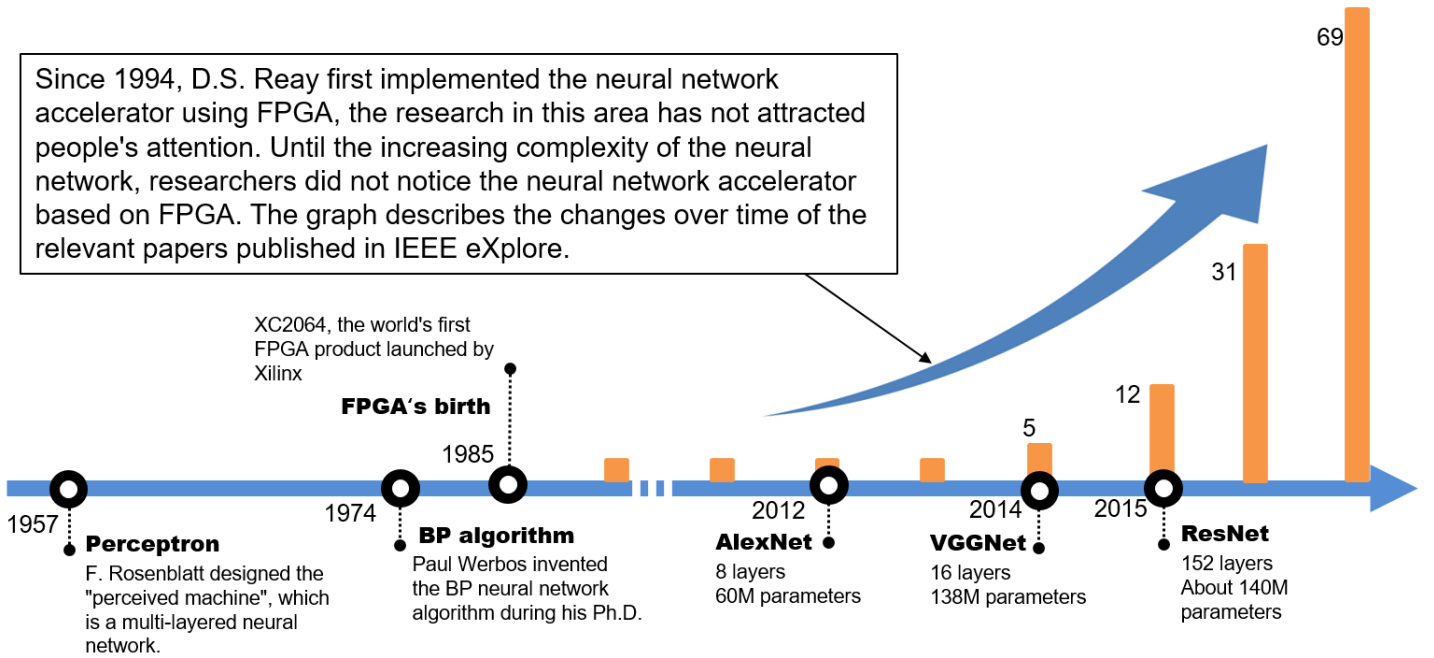 69
Since 1994, D.S. Reay first implemented the neural network
accelerator using FPGA, the research in this area has not attracted
people's attention. Until the increasing complexity of the neural
network, researchers did not notice the neural network accelerator
based on FPGA. The graph describes the changes over time of the
relevant papers published in IEEE eXplore.
31
XC2064, the world's first
FPGA product launched by
Xilinx
FPGA‘s birth
12
5
1985
1957
1974
2012
2014
2015
Perceptron
F. Rosenblatt designed the
"perceived machine", which
is a multi-layered neural
network.
BP algorithm
Paul Werbos invented
the BP neural network
algorithm during his Ph.D.
AlexNet
8 layers
60M parameters
VGGNet
16 layers
138M parameters
ResNet
152 layers
About 140M
parameters